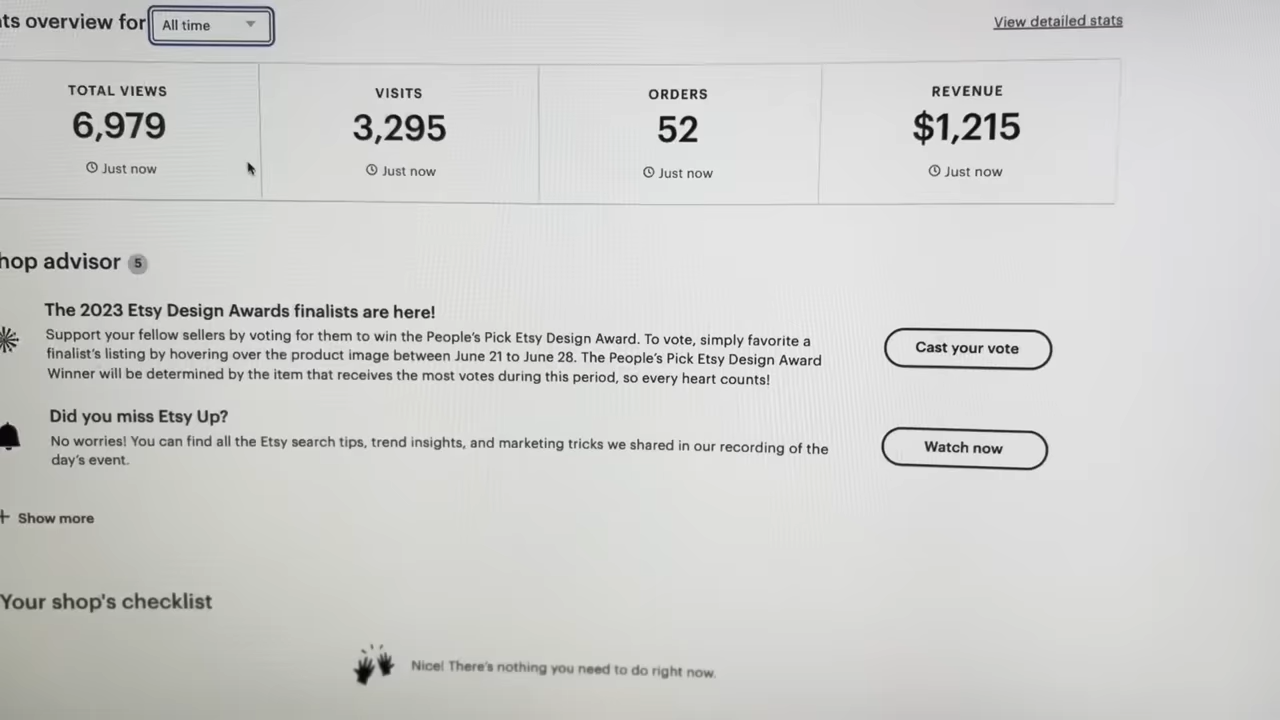 ts overview for All time View detailed stats
TOTAL VIEWS VISITS ORDERS REVENUE
6,979 3,295 52 $1,215
Just now Just now Just now Just now
hop advisor 5
The 2023 Etsy Design Awards finalists are here!
Support your fellow sellers by voting for them to win the People's Pick Etsy Design Award. To vote, simply favorite a
finalist's listing by hovering over the product image between June 21 to June 28. The People's Pick Etsy Design Award
Winner will be determined by the item that receives the most votes during this period, so every heart counts!
Cast your vote
Did you miss Etsy Up?
No worries! You can find all the Etsy search tips, trend insights, and marketing tricks we shared in our recording of the
day's event.
Watch now
+ Show more
Your shop's checklist
Nice! There's nothing you need to do right now.